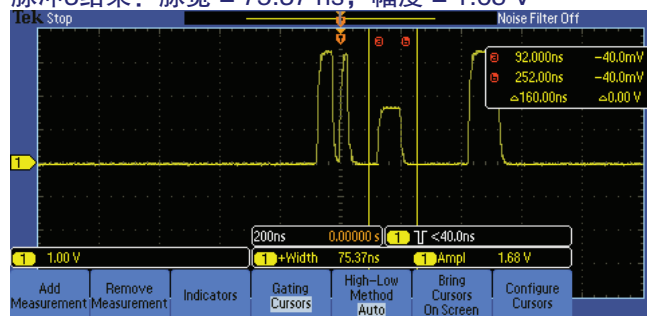 脉冲3结果：脉宽 = 75.37 ns；幅度 = 1.68 V
Tek Stop
Noise Filter Off
T
a b
a 92.000ns −40.0mV
b 252.00ns −40.0mV
△160.00ns △0.00 V
1
200ns 0.00000 s 1 <40.0ns
1 1.00 V
1 +Width 75.37ns 1 Ampl 1.68 V
Add Measurement
Remove Measurement
Indicators
Gating
Cursors
High−Low Method
Auto
Bring Cursors On Screen
Configure Cursors